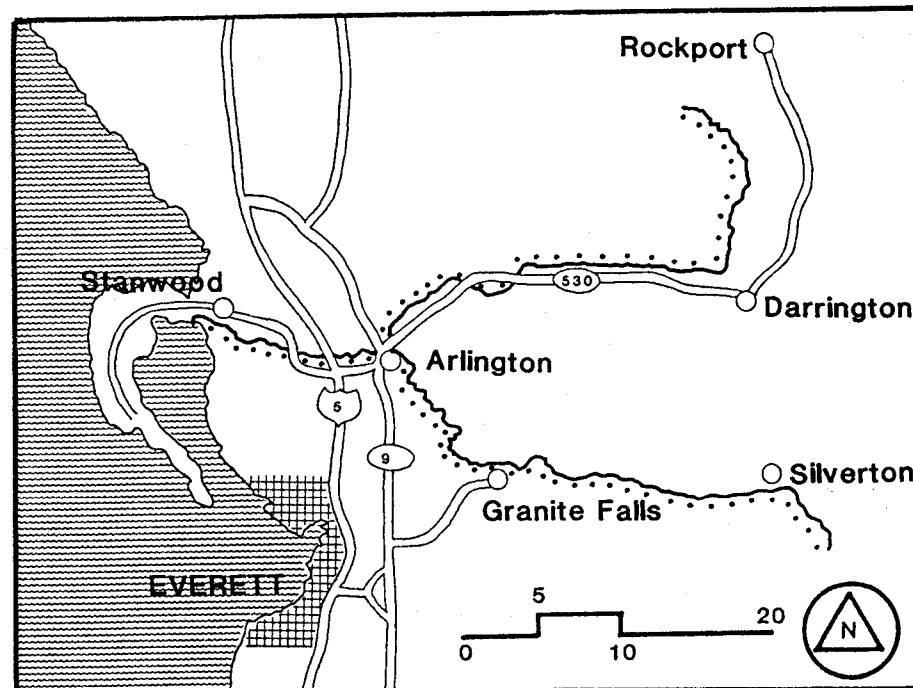 Rockport
Stanwood
530
Darrington
Arlington
5
9
Silverton
Granite Falls
EVERETT
5
20
0
10
N